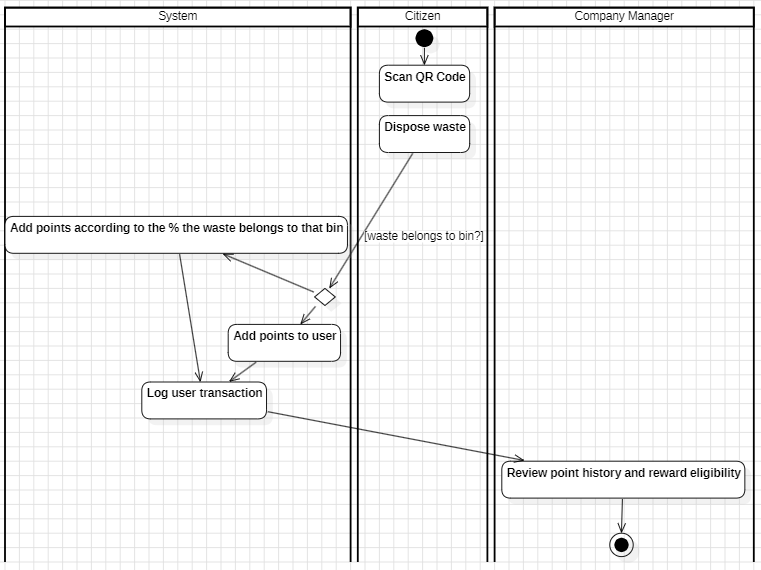 System
Citizen
Company Manager
Scan QR Code
Dispose waste
Add points according to the % the waste belongs to that bin
[waste belongs to bin?]
Add points to user
Log user transaction
Review point history and reward eligibility